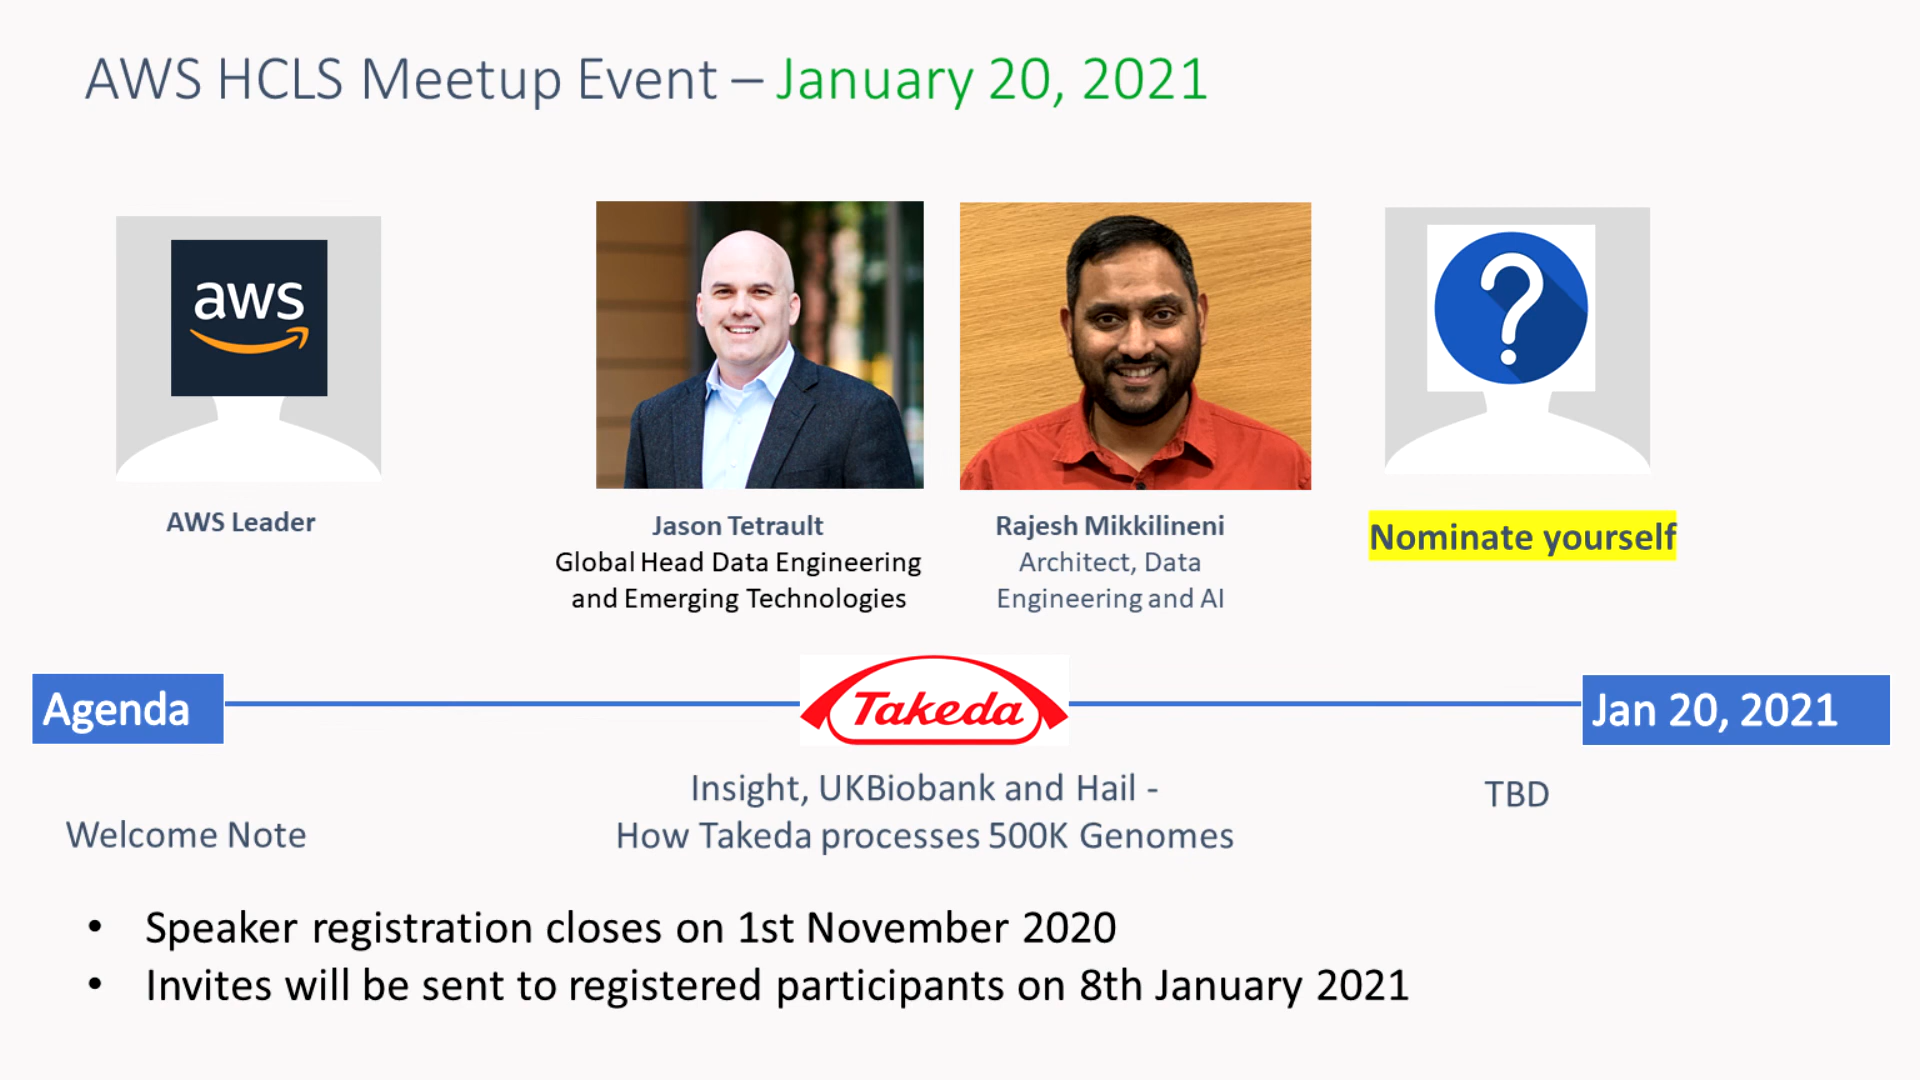 AWS HCLS Meetup Event – January 20, 2021
aws
AWS Leader
Jason Tetrault
Global Head Data Engineering
and Emerging Technologies
Rajesh Mikkilineni
Architect, Data
Engineering and AI
?
Nominate yourself
Agenda
Takeda
Jan 20, 2021
Welcome Note
Insight, UKBiobank and Hail -
How Takeda processes 500K Genomes
TBD
• Speaker registration closes on 1st November 2020
• Invites will be sent to registered participants on 8th January 2021